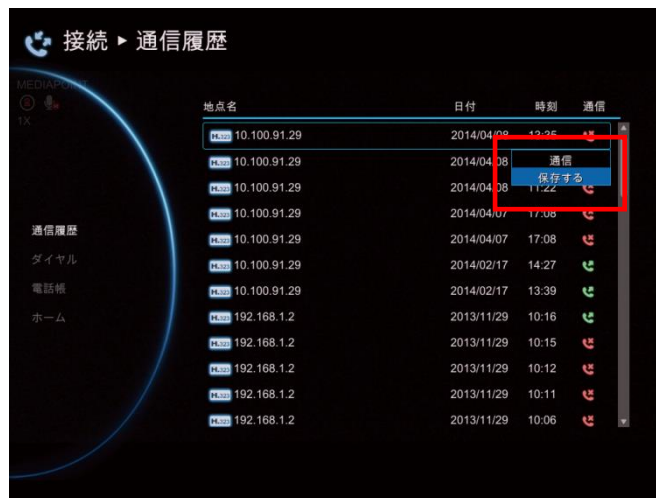 接続 ▸ 通信履歴
MEDIAPOINT
1X
地点名 日付 時刻 通信
H.323 10.100.91.29 2014/04/08 13:35
H.323 10.100.91.29 2014/04/08
通信
保存する
H.323 10.100.91.29 2014/04/08 11:22
H.323 10.100.91.29 2014/04/07 17:08
H.323 10.100.91.29 2014/04/07 17:08
H.323 10.100.91.29 2014/02/17 14:27
H.323 10.100.91.29 2014/02/17 13:39
H.323 192.168.1.2 2013/11/29 10:16
H.323 192.168.1.2 2013/11/29 10:15
H.323 192.168.1.2 2013/11/29 10:12
H.323 192.168.1.2 2013/11/29 10:11
H.323 192.168.1.2 2013/11/29 10:06
通信履歴
ダイヤル
電話帳
ホーム